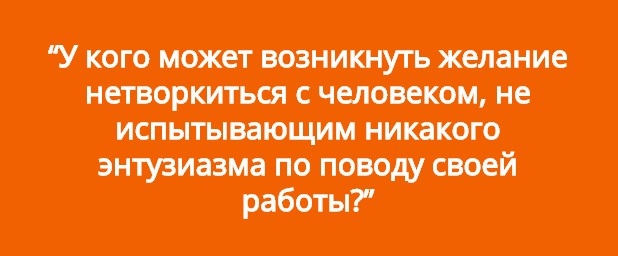 “У кого может возникнуть желание
нетворкиться с человеком, не
испытывающим никакого
энтузиазма по поводу своей
работы?”